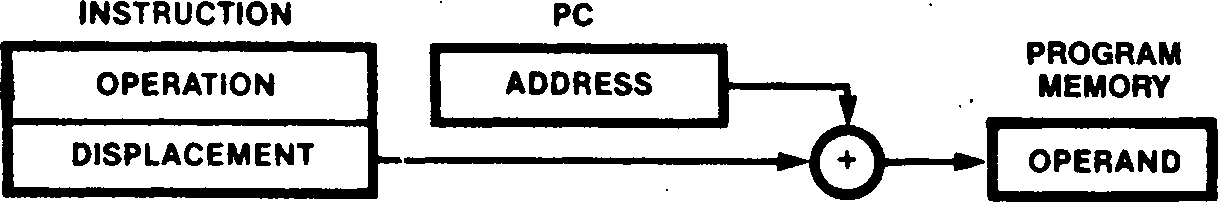 INSTRUCTION
OPERATION
DISPLACEMENT
PC
ADDRESS
+
PROGRAM
MEMORY
OPERAND